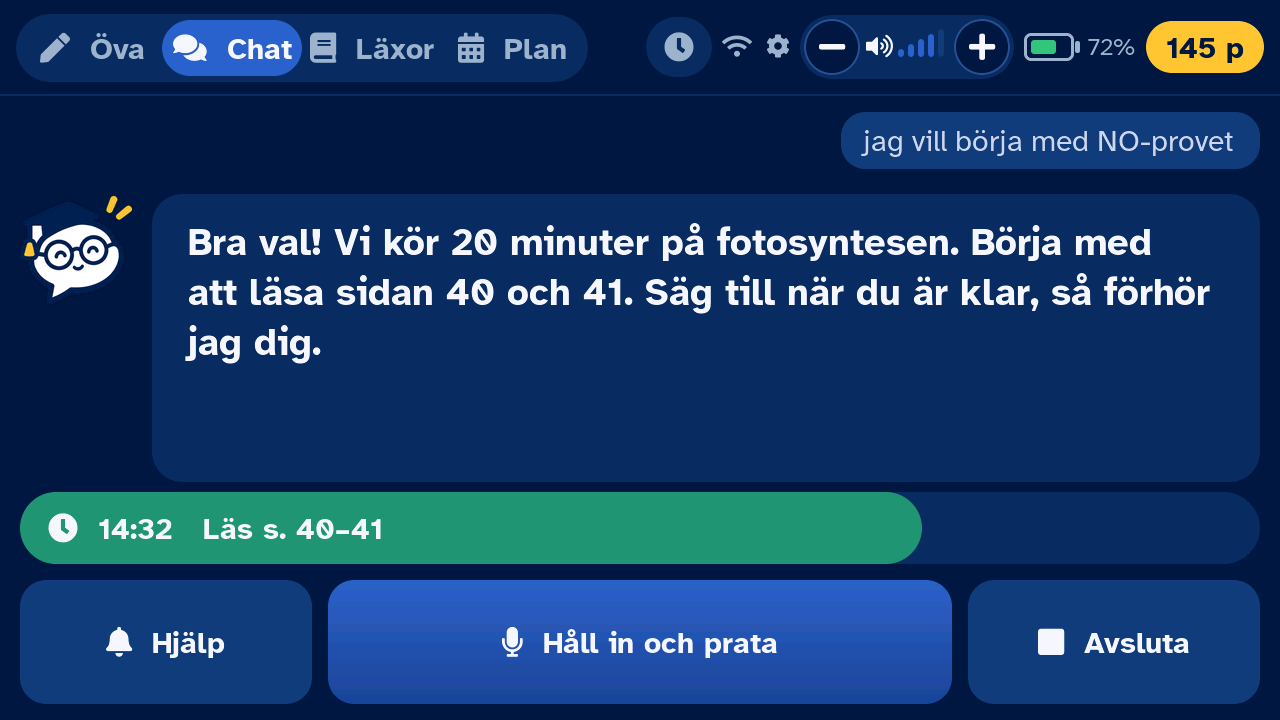 Öva
Chat
Läxor
Plan
72%
145 p
jag vill börja med NO-provet
Bra val! Vi kör 20 minuter på fotosyntesen. Börja med
att läsa sidan 40 och 41. Säg till när du är klar, så förhör
jag dig.
14:32 Läs s. 40–41
Hjälp
Håll in och prata
Avsluta